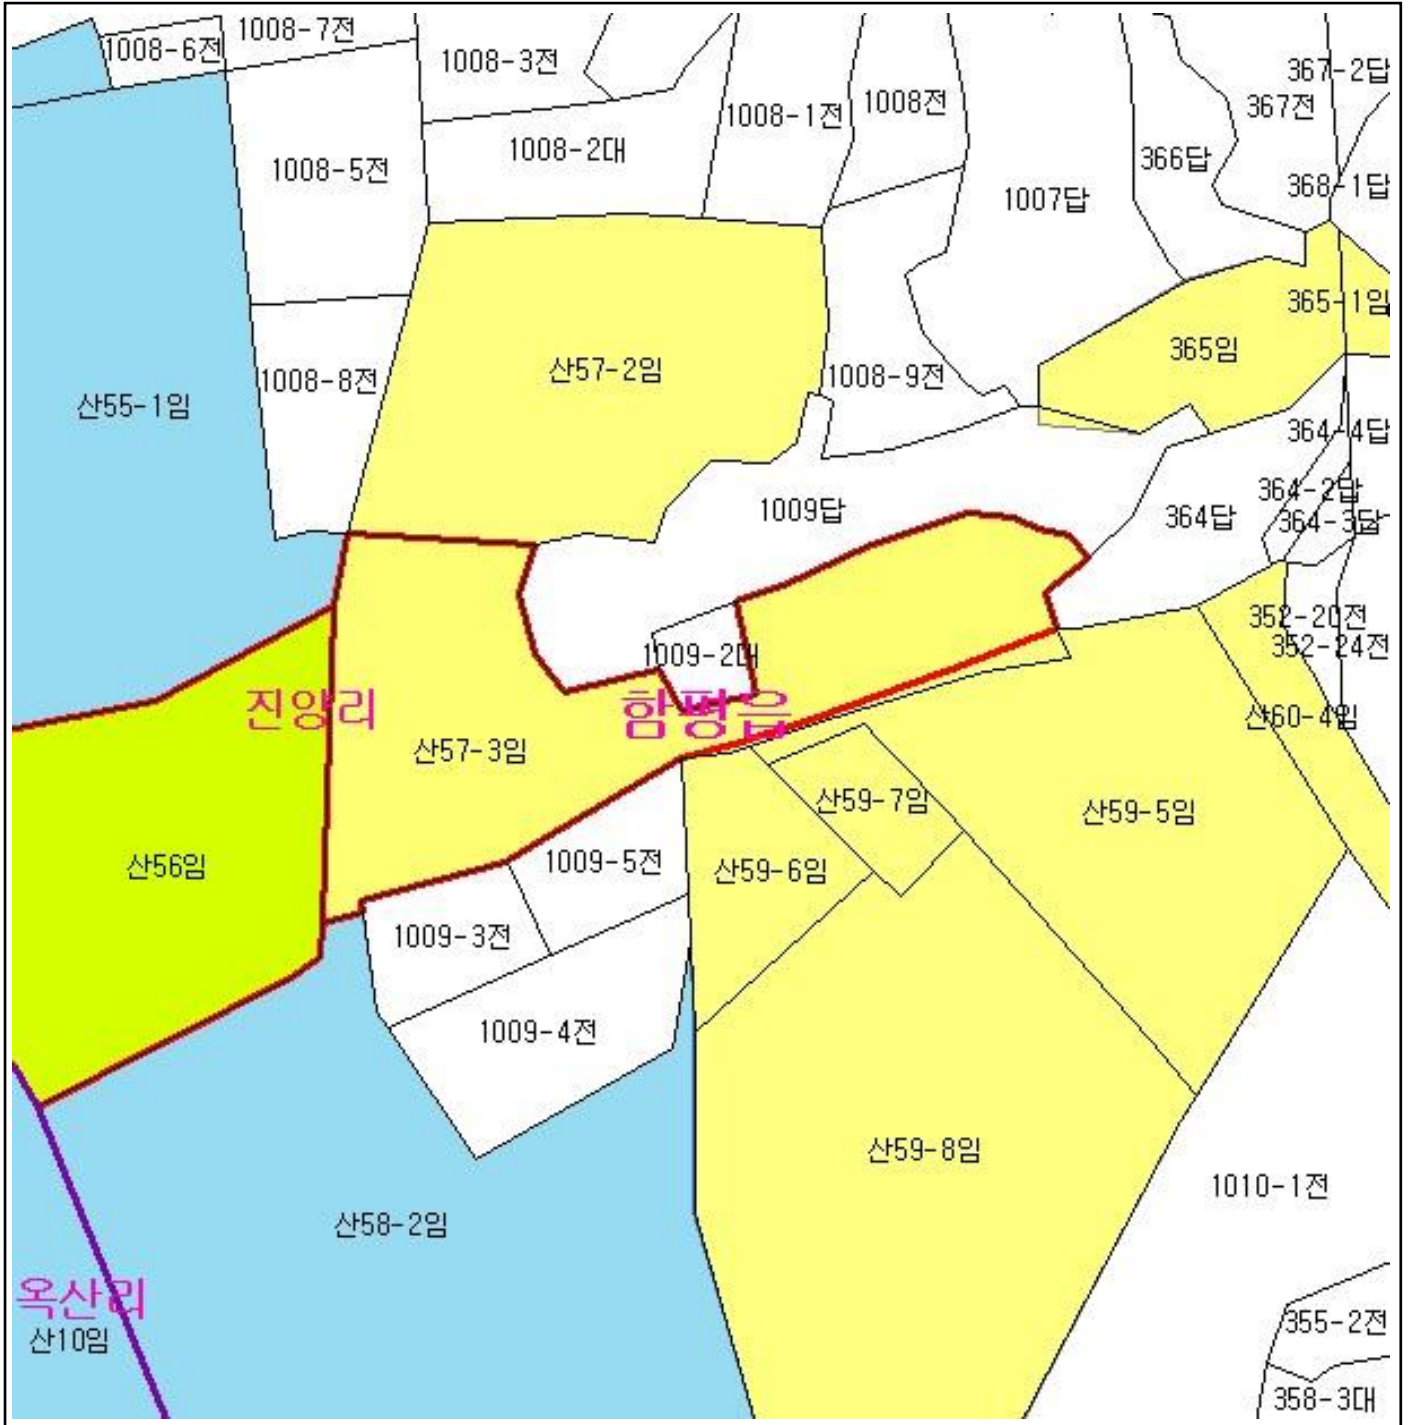 1008-7전
1008-6전
1008-3전
367-2답
1008-1전
1008전
367전
1008-2대
1008-5전
366답
368-1답
1007답
365-1임
365임
산57-2임
1008-8전
1008-9전
산55-1임
364-4답
364-2답
1009답
364답
364-3답
352-20전
352-24전
1009-2대
진양리
함평읍
산60-4임
산57-3임
산59-7임
산59-5임
산56임
1009-5전
산59-6임
1009-3전
1009-4전
산59-8임
1010-1전
산58-2임
옥산리
355-2전
산10임
358-3대